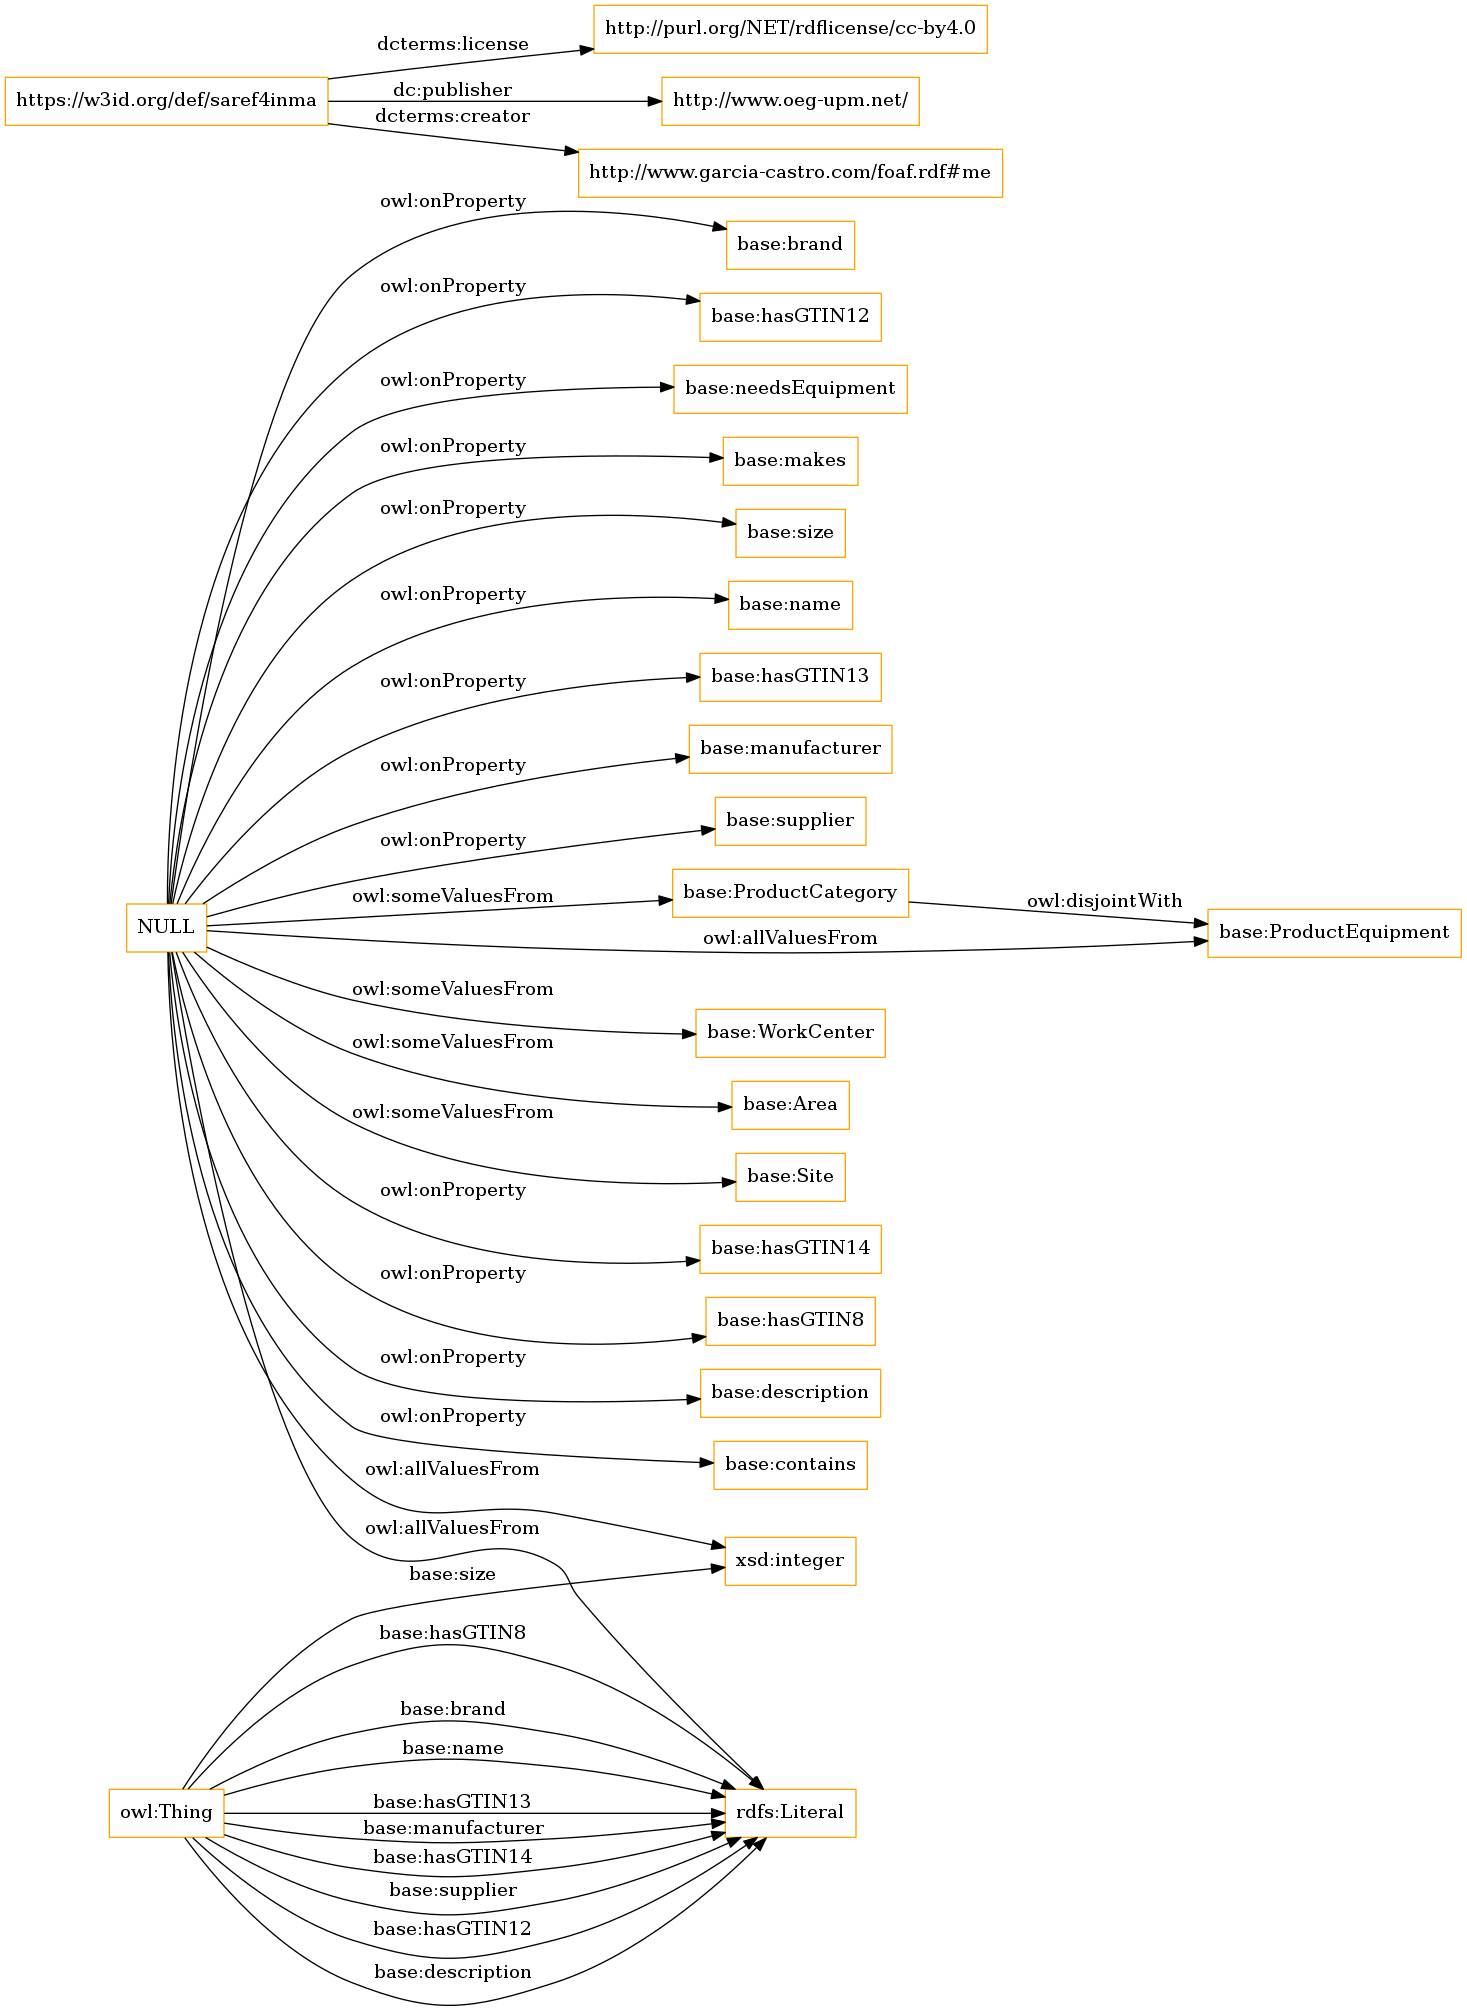 http://purl.org/NET/rdflicense/cc-by4.0
dcterms:license
https://w3id.org/def/saref4inma
dc:publisher
http://www.oeg-upm.net/
dcterms:creator
http://www.garcia-castro.com/foaf.rdf#me
owl:onProperty
base:brand
owl:onProperty
base:hasGTIN12
owl:onProperty
base:needsEquipment
owl:onProperty
base:makes
owl:onProperty
base:size
owl:onProperty
base:name
owl:onProperty
base:hasGTIN13
owl:onProperty
base:manufacturer
owl:onProperty
base:supplier
owl:someValuesFrom
base:ProductCategory
owl:disjointWith
base:ProductEquipment
NULL
owl:allValuesFrom
owl:someValuesFrom
base:WorkCenter
owl:someValuesFrom
base:Area
owl:someValuesFrom
base:Site
owl:onProperty
base:hasGTIN14
owl:onProperty
base:hasGTIN8
owl:onProperty
base:description
owl:onProperty
base:contains
owl:allValuesFrom
owl:allValuesFrom
xsd:integer
base:size
base:hasGTIN8
base:brand
base:name
owl:Thing
base:hasGTIN13
rdfs:Literal
base:manufacturer
base:hasGTIN14
base:supplier
base:hasGTIN12
base:description